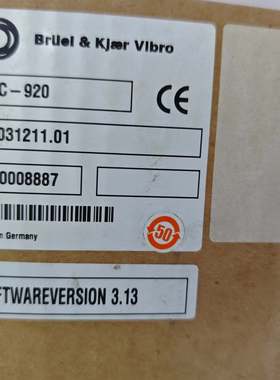 Brüel & Kjær Vibro
C-920
CE
031211.01
0008887
n Germany
50
FTWAREVERSION 3.13